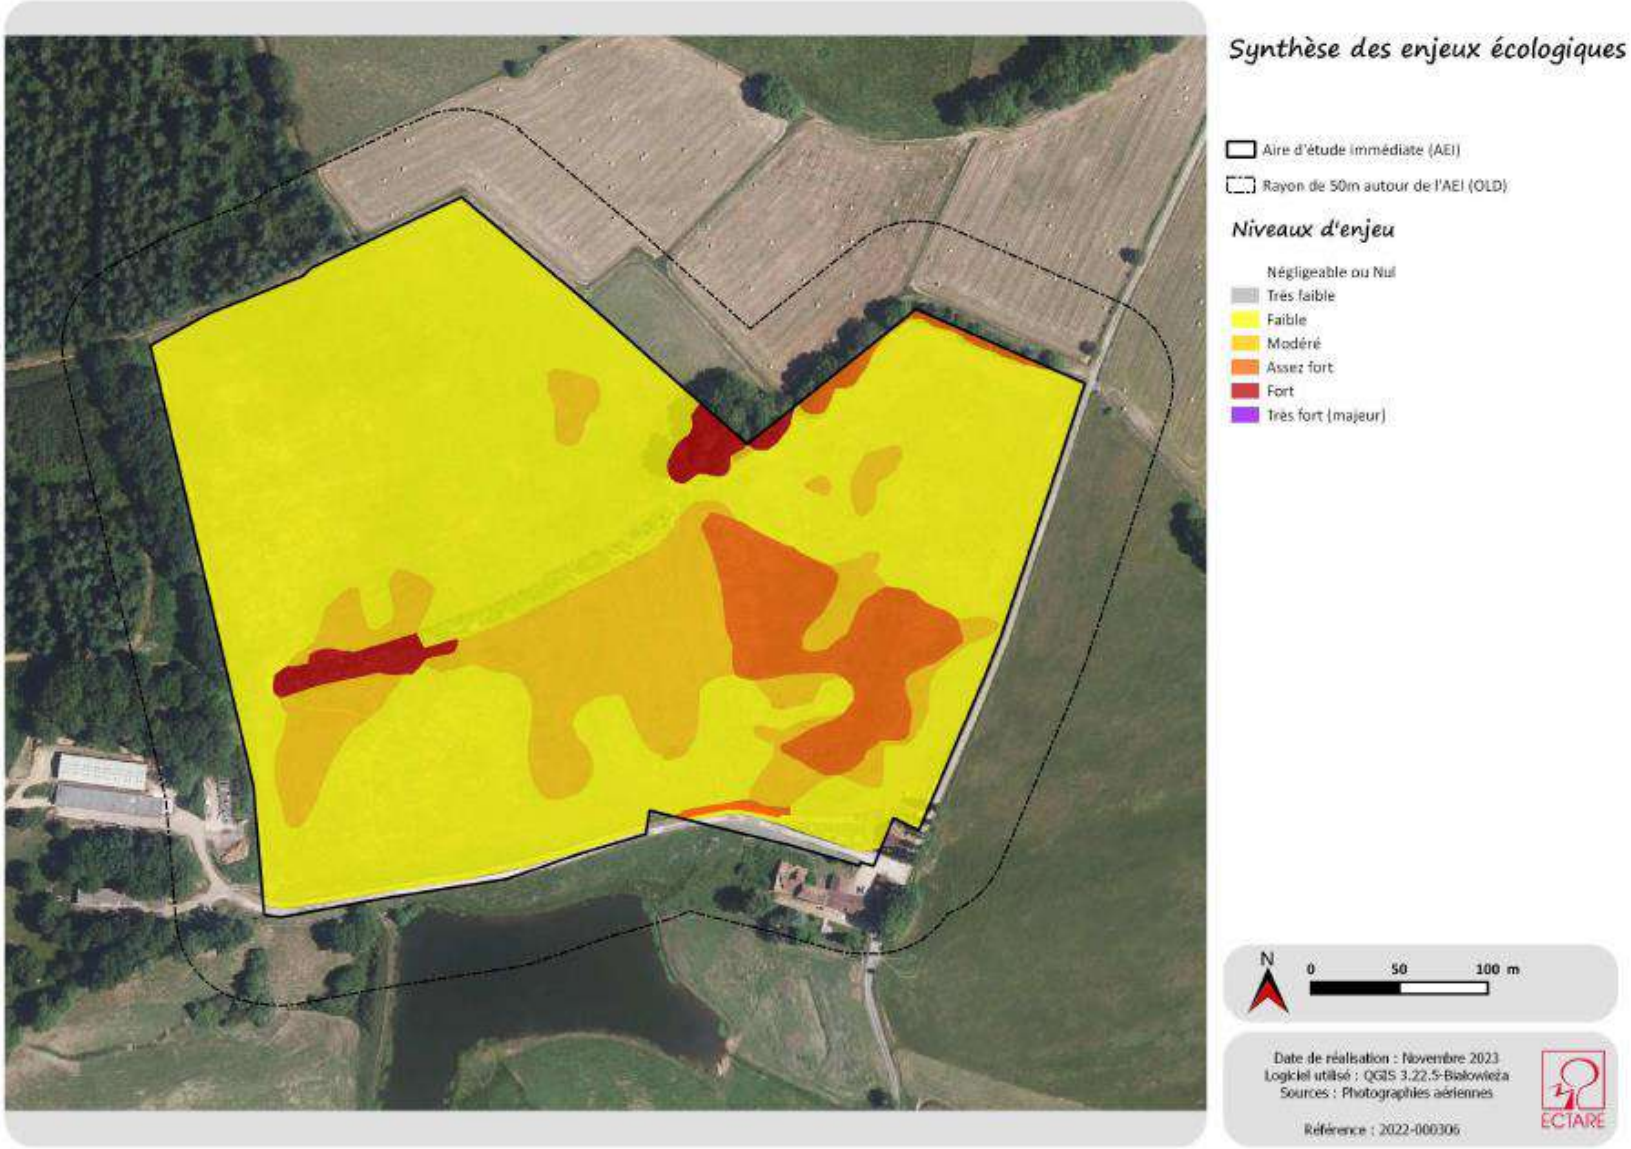 Synthèse des enjeux écologiques
Aire d'étude immédiate (AEI)
Rayon de 50m autour de l'AEI (OLD)
Niveaux d'enjeu
Négligeable ou Nul
Très faible
Faible
Modéré
Assez fort
Fort
Très fort (majeur)
N
0 50 100 m
Date de réalisation : Novembre 2023
Logiciel utilisé : QGIS 3.22.5-Białowieża
Sources : Photographies aériennes
Référence : 2022-000306
ECTARE